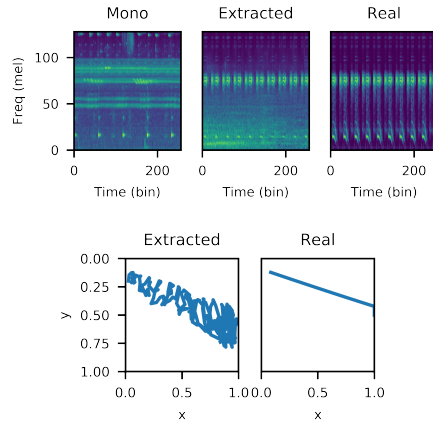 Mono Extracted Real
Freq (mel)
100
50
0
0 200 0 200 0 200
Time (bin) Time (bin) Time (bin)
Extracted Real
y
0.00
0.25
0.50
0.75
1.00
0.0 0.5 1.0 0.0 0.5 1.0
x x